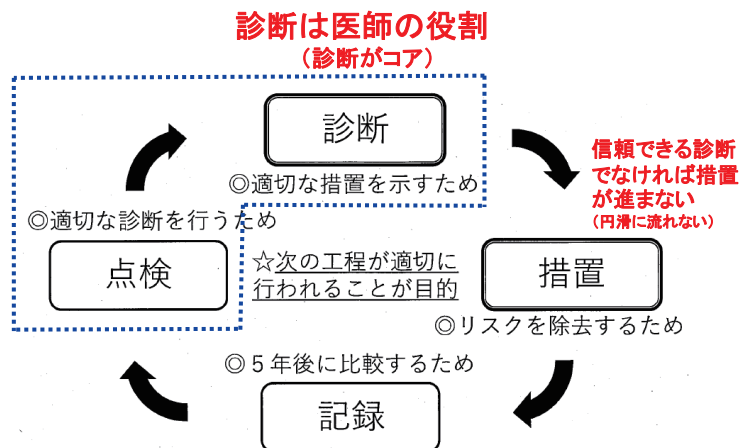 診断は医師の役割
（診断がコア）
診断
◎適切な措置を示すため
信頼できる診断
でなければ措置
が進まない
（円滑に流れない）
◎適切な診断を行うため
点検
☆次の工程が適切に
行われることが目的
措置
◎リスクを除去するため
◎５年後に比較するため
記録